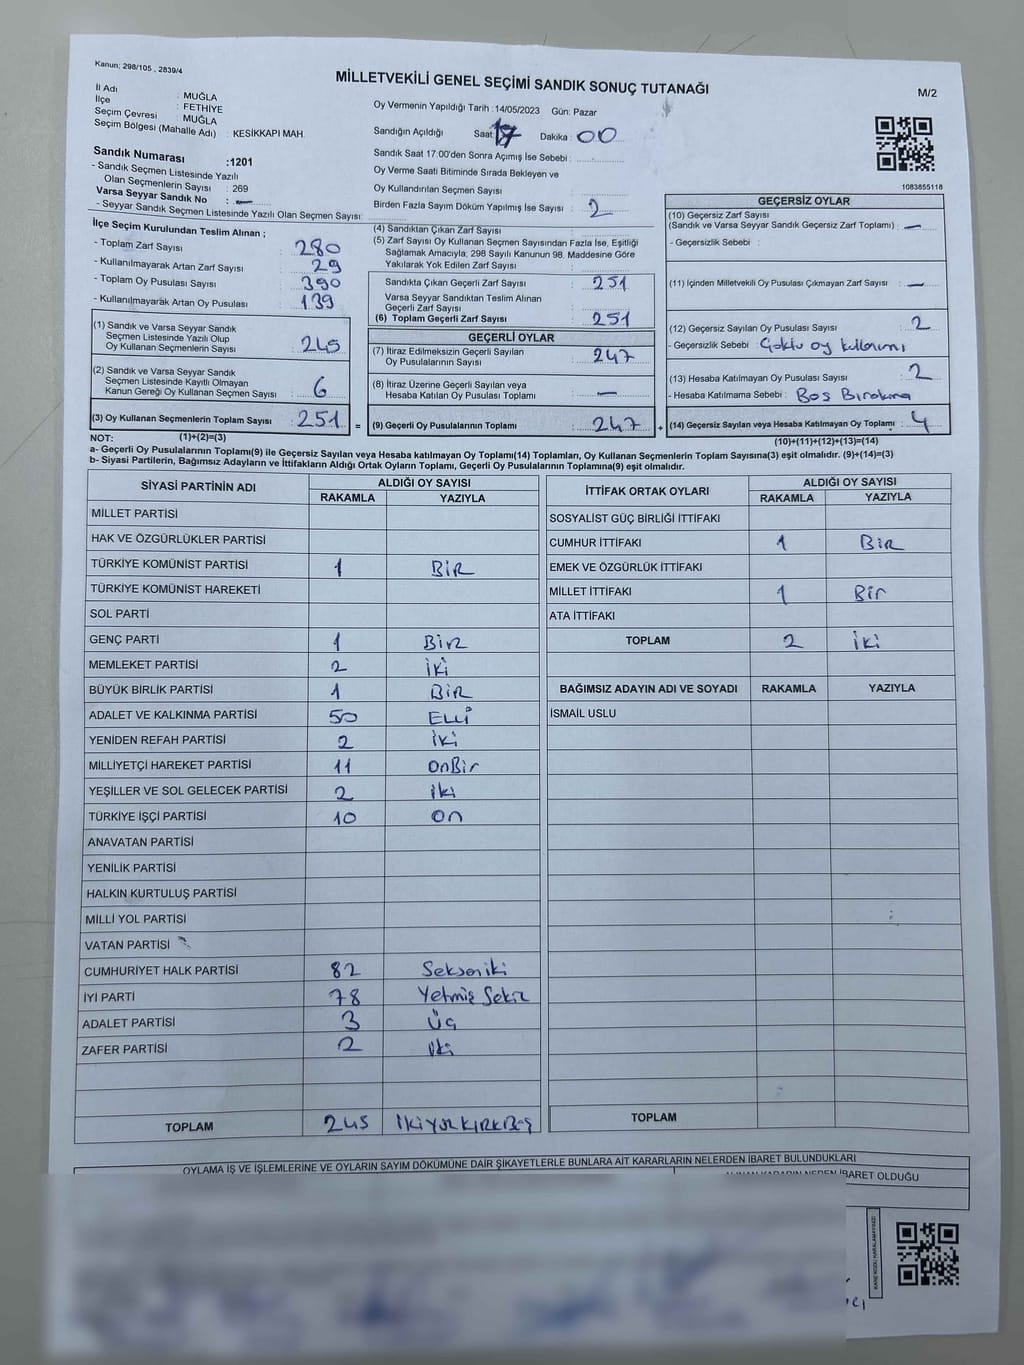 Kanun; 298/105 , 2839/4
MİLLETVEKİLİ GENEL SEÇİMİ SANDIK SONUÇ TUTANAĞI
M/2
İl Adı : MUĞLA
İlçe : FETHİYE
Seçim Çevresi : MUĞLA
Seçim Bölgesi (Mahalle Adı) : KESİKKAPI MAH.
Sandık Numarası :1201
- Sandık Seçmen Listesinde Yazılı
Olan Seçmenlerin Sayısı : 269
Varsa Seyyar Sandık No : —
- Seyyar Sandık Seçmen Listesinde Yazılı Olan Seçmen Sayısı:
Oy Vermenin Yapıldığı Tarih :14/05/2023 Gün: Pazar
Sandığın Açıldığı Saat: 17 Dakika : 00
Sandık Saat 17:00'den Sonra Açımış İse Sebebi :
Oy Verme Saati Bitiminde Sırada Bekleyen ve
Oy Kullandırılan Seçmen Sayısı :
Birden Fazla Sayım Döküm Yapılmış İse Sayısı : 2
1083855118
İlçe Seçim Kurulundan Teslim Alınan ;
- Toplam Zarf Sayısı : 280
- Kullanılmayarak Artan Zarf Sayısı : 29
- Toplam Oy Pusulası Sayısı : 390
- Kullanılmayarak Artan Oy Pusulası : 139
(1) Sandık ve Varsa Seyyar Sandık
Seçmen Listesinde Yazılı Olup
Oy Kullanan Seçmenlerin Sayısı : 245
(2) Sandık ve Varsa Seyyar Sandık
Seçmen Listesinde Kayıtlı Olmayan
Kanun Gereği Oy Kullanan Seçmen Sayısı : 6
(3) Oy Kullanan Seçmenlerin Toplam Sayısı : 251
(4) Sandıktan Çıkan Zarf Sayısı :
(5) Zarf Sayısı Oy Kullanan Seçmen Sayısından Fazla İse, Eşitliği
Sağlamak Amacıyla; 298 Sayılı Kanunun 98. Maddesine Göre
Yakılarak Yok Edilen Zarf Sayısı :
Sandıkta Çıkan Geçerli Zarf Sayısı : 251
Varsa Seyyar Sandıktan Teslim Alınan
Geçerli Zarf Sayısı :
(6) Toplam Geçerli Zarf Sayısı : 251
GEÇERLİ OYLAR
(7) İtiraz Edilmeksizin Geçerli Sayılan
Oy Pusulalarının Sayısı : 247
(8) İtiraz Üzerine Geçerli Sayılan veya
Hesaba Katılan Oy Pusulası Toplamı : —
= (9) Geçerli Oy Pusulalarının Toplamı : 247
GEÇERSİZ OYLAR
(10) Geçersiz Zarf Sayısı
(Sandık ve Varsa Seyyar Sandık Geçersiz Zarf Toplamı) : —
- Geçersizlik Sebebi :
(11) İçinden Milletvekili Oy Pusulası Çıkmayan Zarf Sayısı : —
(12) Geçersiz Sayılan Oy Pusulası Sayısı : 2
- Geçersizlik Sebebi : Çoklu oy kullanımı
(13) Hesaba Katılmayan Oy Pusulası Sayısı : 2
- Hesaba Katılmama Sebebi : Boş Bırakma
+ (14) Geçersiz Sayılan veya Hesaba Katılmayan Oy Toplamı : 4
NOT: (1)+(2)=(3)
(10)+(11)+(12)+(13)=(14)
a- Geçerli Oy Pusulalarının Toplamı(9) ile Geçersiz Sayılan veya Hesaba katılmayan Oy Toplamı(14) Toplamları, Oy Kullanan Seçmenlerin Toplam Sayısına(3) eşit olmalıdır. (9)+(14)=(3)
b- Siyasi Partilerin, Bağımsız Adayların ve İttifakların Aldığı Ortak Oyların Toplamı, Geçerli Oy Pusulalarının Toplamına(9) eşit olmalıdır.
SİYASİ PARTİNİN ADI ALDIĞI OY SAYISI
RAKAMLA YAZIYLA
MİLLET PARTİSİ
HAK VE ÖZGÜRLÜKLER PARTİSİ
TÜRKİYE KOMÜNİST PARTİSİ 1 BİR
TÜRKİYE KOMÜNİST HAREKETİ
SOL PARTİ
GENÇ PARTİ 1 Bir
MEMLEKET PARTİSİ 2 İki
BÜYÜK BİRLİK PARTİSİ 1 BİR
ADALET VE KALKINMA PARTİSİ 50 ELLİ
YENİDEN REFAH PARTİSİ 2 İki
MİLLİYETÇİ HAREKET PARTİSİ 11 OnBir
YEŞİLLER VE SOL GELECEK PARTİSİ 2 iki
TÜRKİYE İŞÇİ PARTİSİ 10 On
ANAVATAN PARTİSİ
YENİLİK PARTİSİ
HALKIN KURTULUŞ PARTİSİ
MİLLİ YOL PARTİSİ
VATAN PARTİSİ
CUMHURİYET HALK PARTİSİ 82 Sekseniki
İYİ PARTİ 78 Yetmiş Sekiz
ADALET PARTİSİ 3 Üç
ZAFER PARTİSİ 2 iki
TOPLAM 245 İkiyüzKIRKBEŞ
İTTİFAK ORTAK OYLARI ALDIĞI OY SAYISI
RAKAMLA YAZIYLA
SOSYALİST GÜÇ BİRLİĞİ İTTİFAKI
CUMHUR İTTİFAKI 1 BİR
EMEK VE ÖZGÜRLÜK İTTİFAKI
MİLLET İTTİFAKI 1 Bir
ATA İTTİFAKI
TOPLAM 2 İki
BAĞIMSIZ ADAYIN ADI VE SOYADI RAKAMLA YAZIYLA
İSMAİL USLU
TOPLAM
OYLAMA İŞ VE İŞLEMLERİNE VE OYLARIN SAYIM DÖKÜMÜNE DAİR ŞİKAYETLERLE BUNLARA AİT KARARLARIN NELERDEN İBARET BULUNDUKLARI
ALINAN KARARIN NEDEN İBARET OLDUĞU